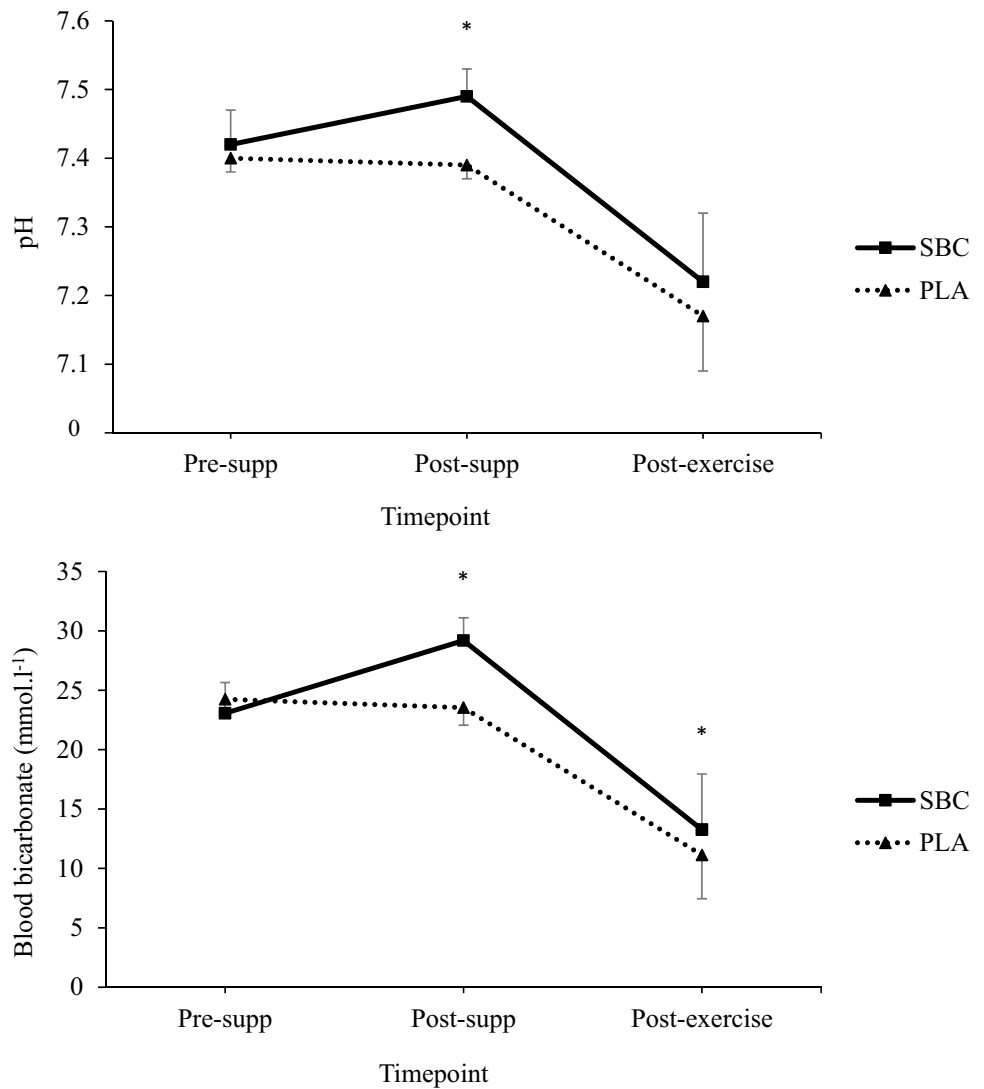 7.6
*
7.5
7.4
7.3
7.2
7.1
0
pH
SBC
PLA
Pre-supp Post-supp Post-exercise
Timepoint
35
*
30
25
*
20
15
10
5
0
Blood bicarbonate (mmol.l⁻¹)
SBC
PLA
Pre-supp Post-supp Post-exercise
Timepoint